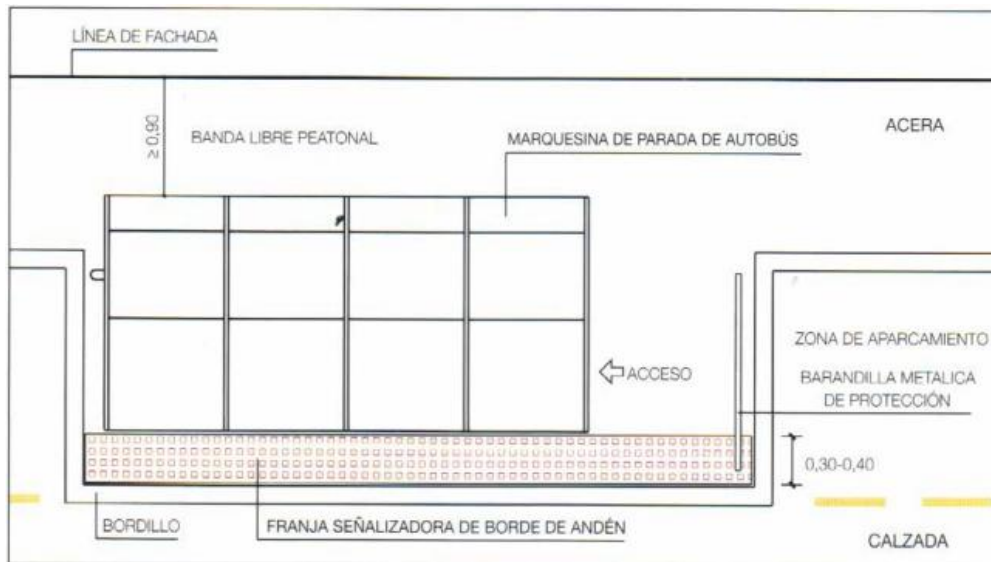 LÍNEA DE FACHADA
≥ 0,90
BANDA LIBRE PEATONAL
MARQUESINA DE PARADA DE AUTOBÚS
ACERA
ACCESO
ZONA DE APARCAMIENTO
BARANDILLA METALICA
DE PROTECCIÓN
0,30-0,40
BORDILLO
FRANJA SEÑALIZADORA DE BORDE DE ANDÉN
CALZADA